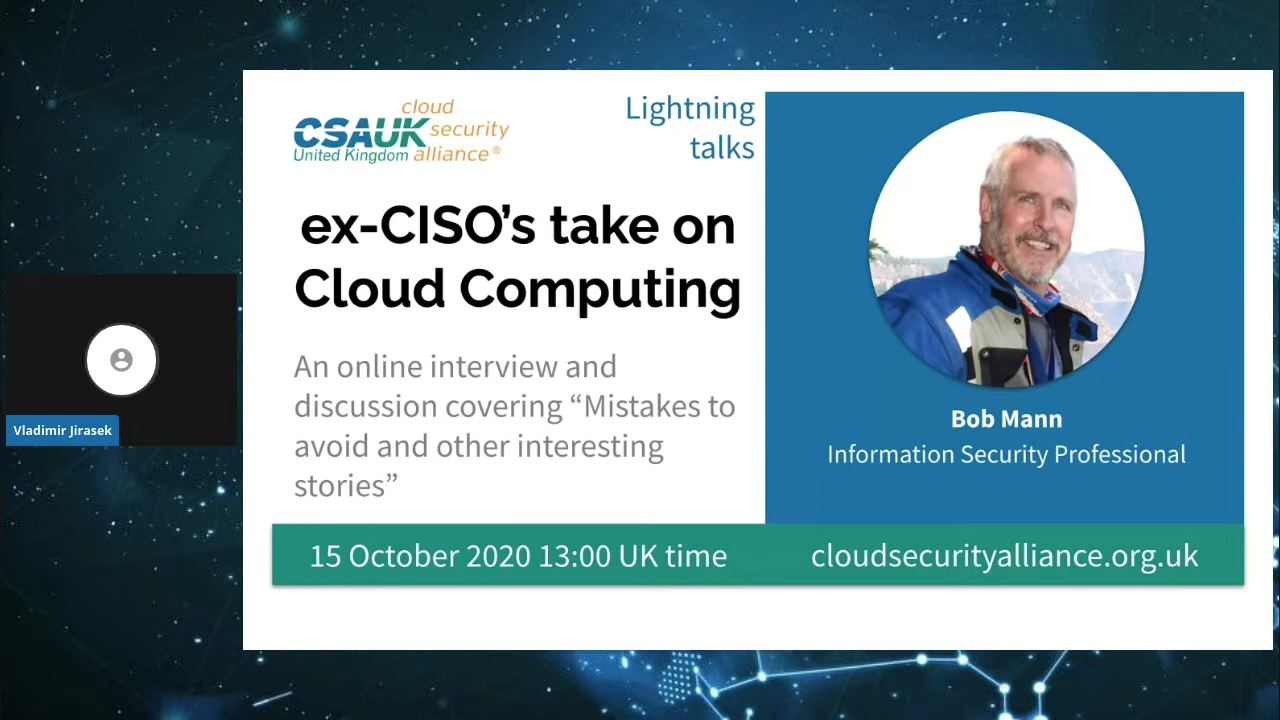 cloud
CSAUK security
United Kingdom alliance®
Lightning
talks
ex-CISO’s take on
Cloud Computing
An online interview and
discussion covering “Mistakes to
avoid and other interesting
stories”
Bob Mann
Information Security Professional
15 October 2020 13:00 UK time
cloudsecurityalliance.org.uk
Vladimir Jirasek